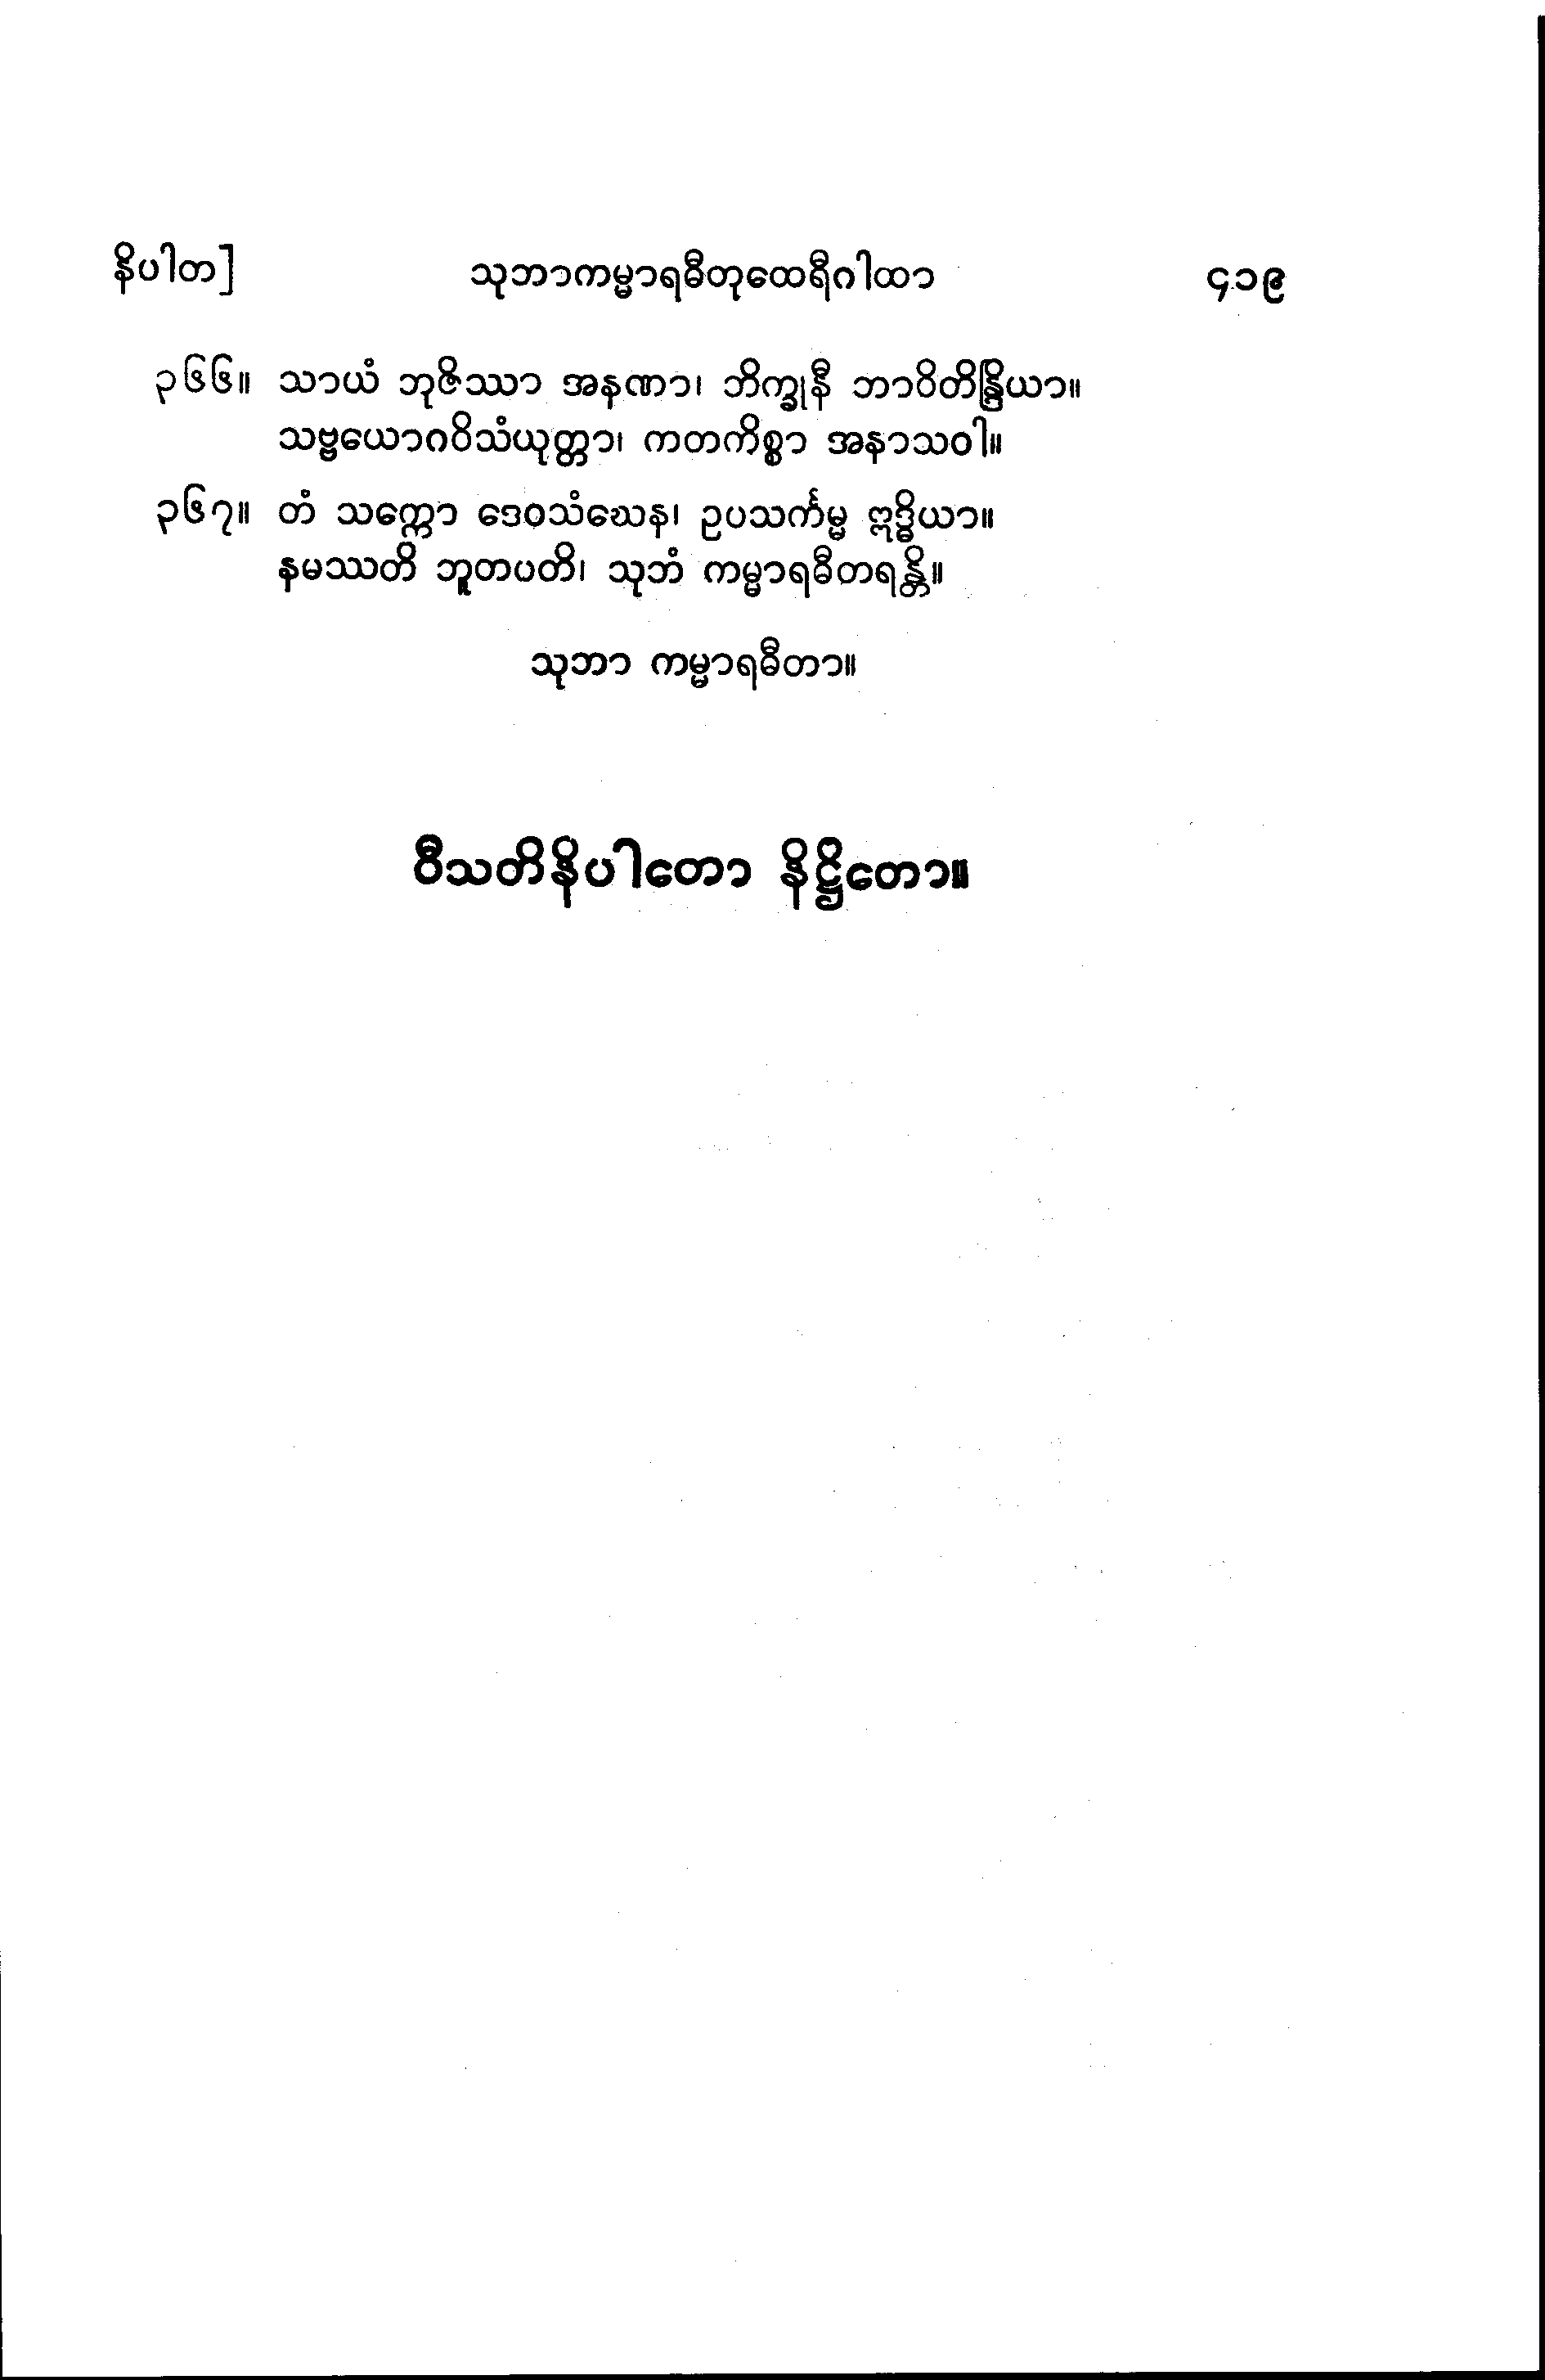 နိပါတ]	သုဘာကမ္မာရဓီတုထေရီဂါထာ	၄၁၉
၃၆၆။ သာယံ ဘုဇိဿာ အနဏာ၊ ဘိက္ခုနီ ဘာဝိတိန္ဒြိယာ။
သဗ္ဗယောဂဝိသံယုတ္တာ၊ ကတကိစ္စာ အနာသဝါ။
၃၆၇။ တံ သက္ကော ဒေဝသံဃေန၊ ဥပသင်္ကမ္မ ဣဒ္ဓိယာ။
နမဿတိ ဘူတပတိ၊ သုဘံ ကမ္မာရဓီတရန္တိ။
သုဘာ ကမ္မာရဓီတာ။
ဝီသတိနိပါတော နိဋ္ဌိတော။